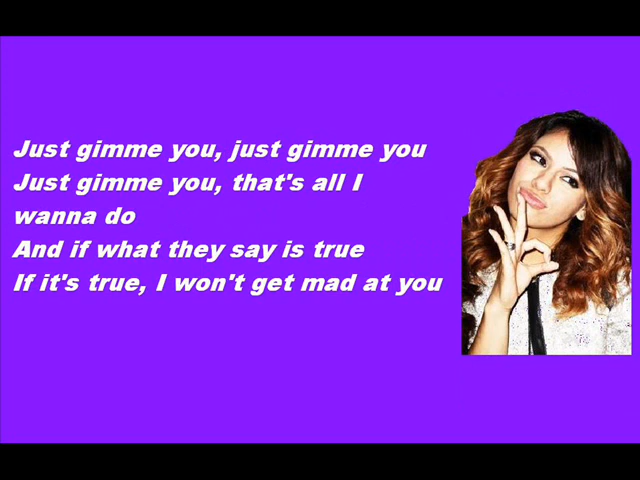 Just gimme you, just gimme you
Just gimme you, that's all I
wanna do
And if what they say is true
If it's true, I won't get mad at you